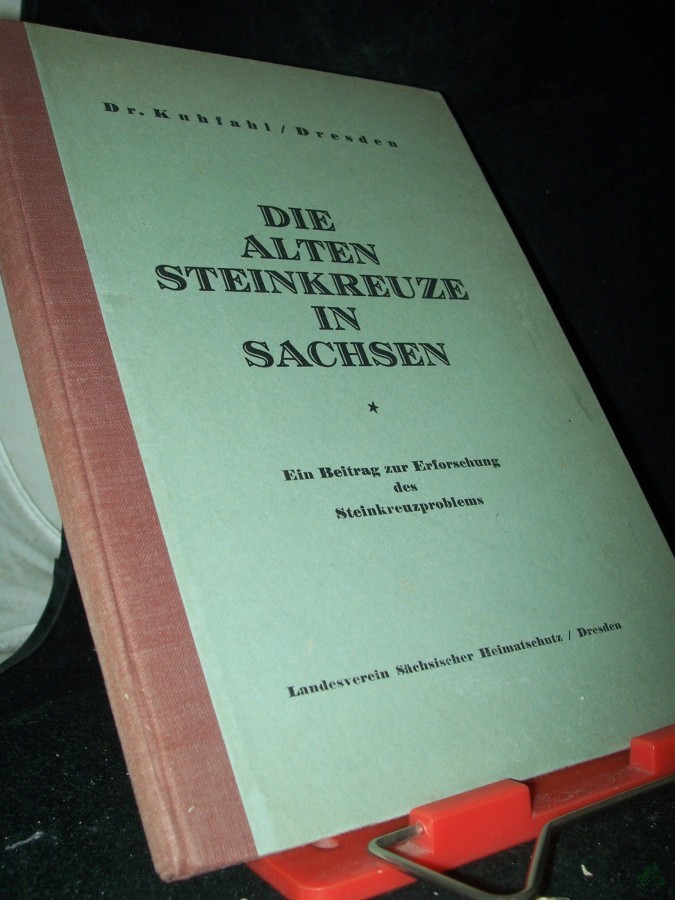 Dr. Kuhfahl / Dresden
DIE
ALTEN
STEINKREUZE
IN
SACHSEN
Ein Beitrag zur Erforschung
des
Steinkreuzproblems
Landesverein Sächsischer Heimatschutz / Dresden